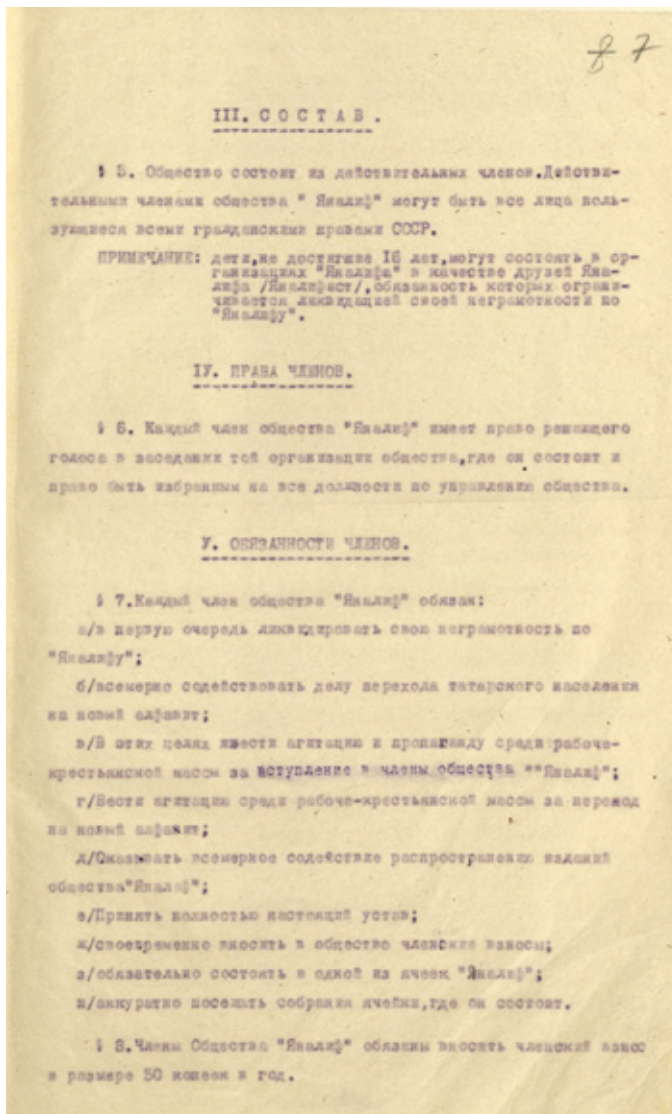 8 7
III. С О С Т А В .
§ 5. Общество состоит из действительных членов.Действи-
тельными членами общества " Яналиф" могут быть все лица поль-
зующиеся всеми гражданскими правами СССР.
ПРИМЕЧАНИЕ: дети,не достигше 16 лет,могут состоять в ор-
ганизациях "Яналифа" в качестве друзей Яна-
лифа /Яналифист/,обязанность которых ограни-
чивается ликвидацией своей неграмотности по
"Яналифу".
IУ. ПРАВА ЧЛЕНОВ.
§ 6. Каждый член общества "Яналиф" имеет право решающего
голоса в заседании той организации общества,где он состоит и
право быть избранным на все должности по управлению общества.
У. ОБЯЗАННОСТИ ЧЛЕНОВ.
§ 7.Каждый член общества "Яналиф" обязан:
а/в первую очередь ликвидировать свою неграмотность по
"Яналифу";
б/всемерно содействовать делу перехода татарского населения
на новый алфавит;
в/В этих целях ввести агитацию и пропаганду среди рабоче-
крестьянской массы за вступление в члены общества ""Яналиф";
г/Вести агитацию среди рабоче-крестьянской массы за переход
на новый алфавит;
д/Оказывать всемерное содействие распространению изданий
общества"Яналиф";
е/Принять полностью настоящий устав;
ж/своевременно вносить в общество членские взносы;
з/обязательно состоять в одной из ячеек "Яналиф";
и/аккуратно посещать собрания ячейки,где он состоит.
§ 8.Члены Общества "Яналиф" обязаны вносить членский взнос
в размере 50 копеек в год.